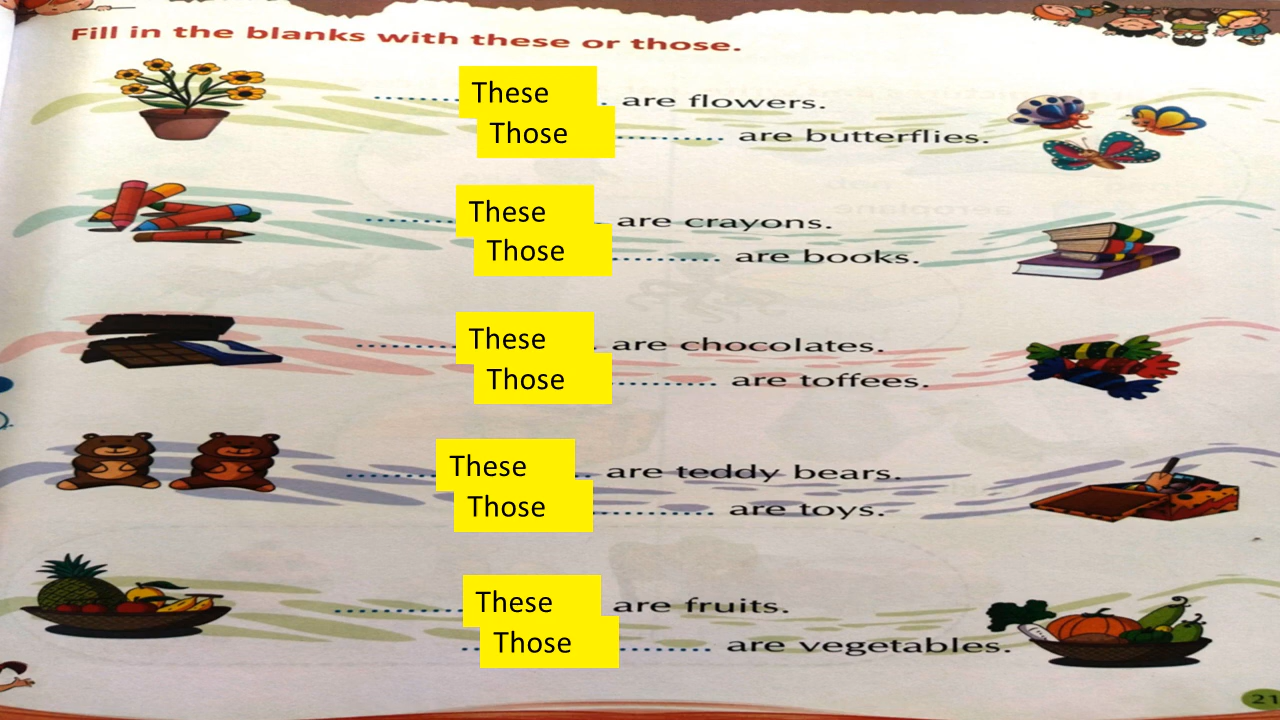 Fill in the blanks with these or those.
These are flowers.
Those are butterflies.
These are crayons.
Those are books.
These are chocolates.
Those are toffees.
These are teddy bears.
Those are toys.
These are fruits.
Those are vegetables.
21